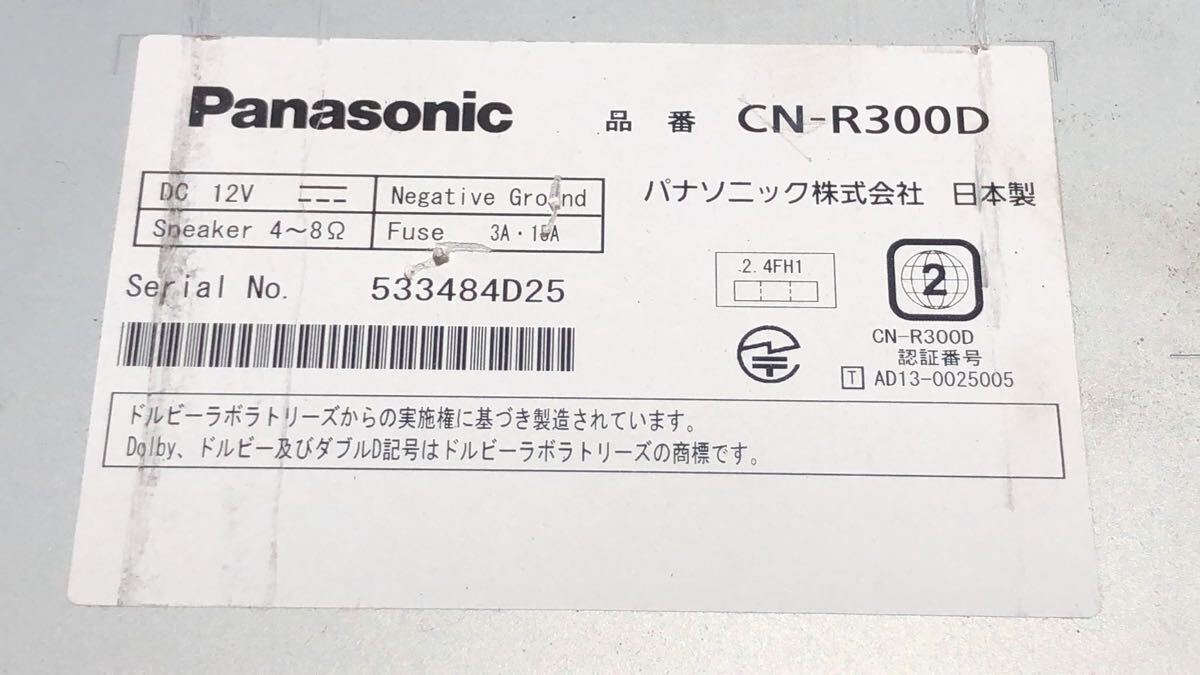 Panasonic 品番 CN-R300D
DC 12V Negative Ground
Speaker 4～8Ω Fuse 3A・15A
パナソニック株式会社 日本製
Serial No. 533484D25
2.4FH1
2
CN-R300D
認証番号
T AD13-0025005
ドルビーラボラトリーズからの実施権に基づき製造されています。
Dolby、ドルビー及びダブルD記号はドルビーラボラトリーズの商標です。